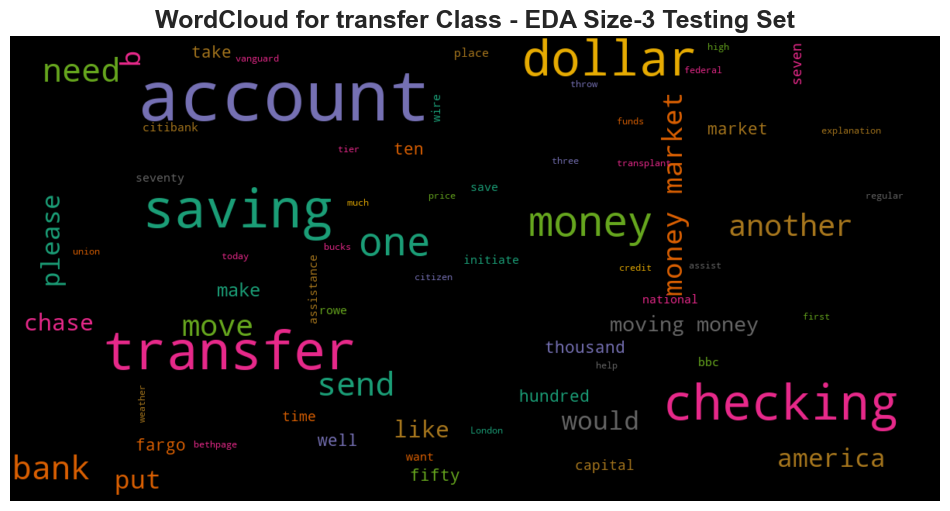 WordCloud for transfer Class - EDA Size-3 Testing Set
need
b
take
vanguard
place
dollar
high
federal
seven
throw
account
wire
citibank
tier
ten
funds
market
explanation
three
transplant
money market
seventy
save
price
regular
saving
much
please
one
money
another
union
today
bucks
initiate
citizen
credit
assist
assistance
make
rowe
national
chase
move
moving money
first
transfer
thousand
help
bbc
send
weather
hundred
checking
time
would
like
fargo
bethpage
well
London
bank
put
want
fifty
capital
america